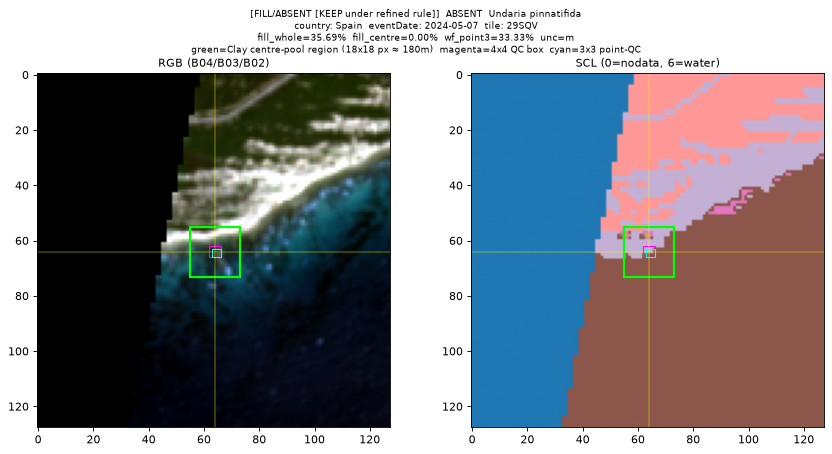 [FILL/ABSENT [KEEP under refined rule]]  ABSENT  Undaria pinnatifida
country: Spain  eventDate: 2024-05-07  tile: 29SQV
fill_whole=35.69%  fill_centre=0.00%  wf_point3=33.33%  unc=m
green=Clay centre-pool region (18x18 px ≈ 180m)  magenta=4x4 QC box  cyan=3x3 point-QC
RGB (B04/B03/B02)
SCL (0=nodata, 6=water)
0
20
40
60
80
100
120
0 20 40 60 80 100 120
0
20
40
60
80
100
120
0 20 40 60 80 100 120